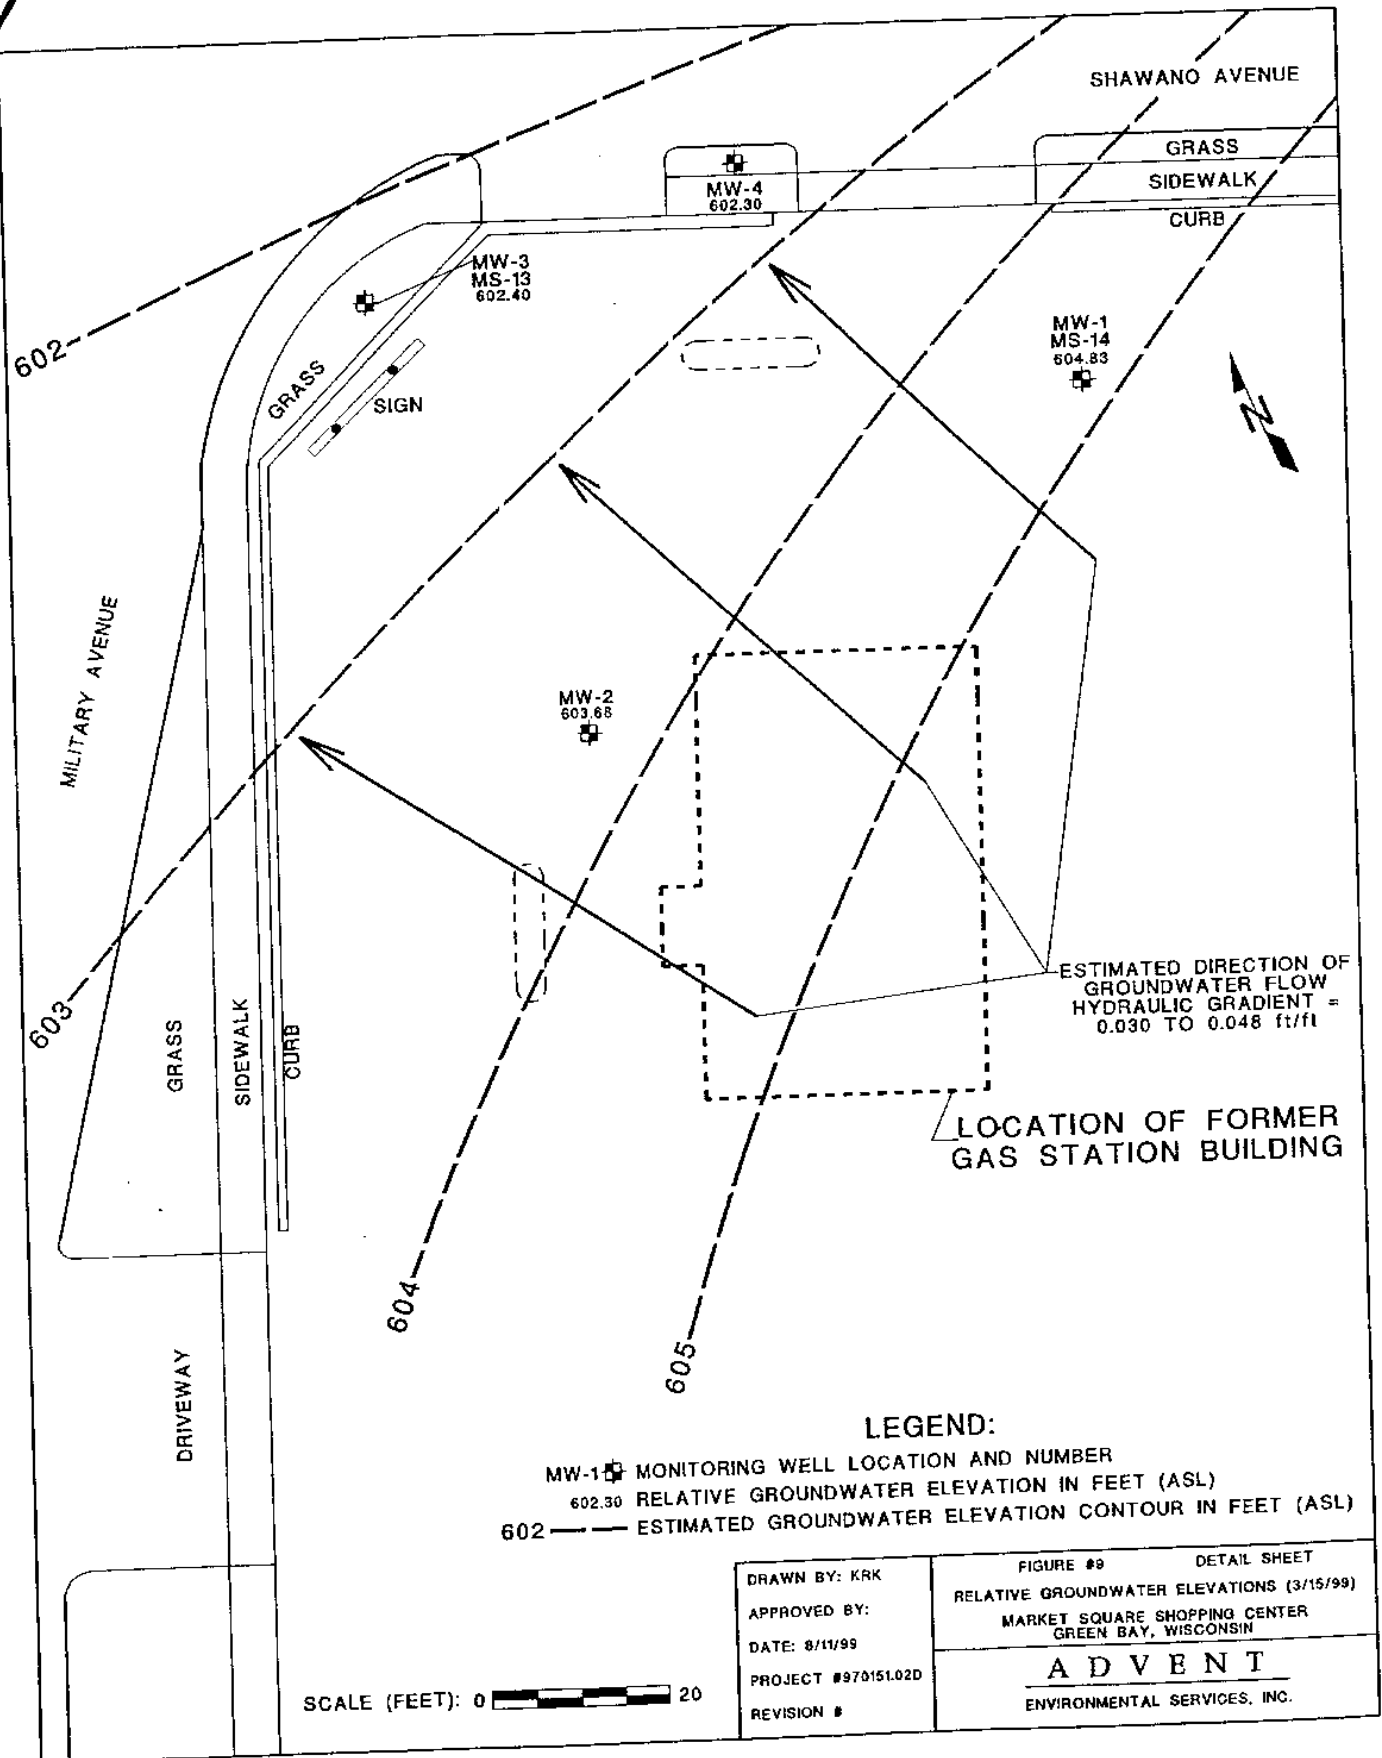 SHAWANO AVENUE
GRASS
SIDEWALK
CURB
MW-4
602.30
MW-3
MS-13
602.40
MW-1
MS-14
604.83
602
GRASS
SIGN
N
MILITARY AVENUE
MW-2
603.68
603
GRASS
SIDEWALK
CURB
ESTIMATED DIRECTION OF
GROUNDWATER FLOW
HYDRAULIC GRADIENT =
0.030 TO 0.048 ft/ft
LOCATION OF FORMER
GAS STATION BUILDING
604
605
DRIVEWAY
LEGEND:
MW-1 MONITORING WELL LOCATION AND NUMBER
602.30 RELATIVE GROUNDWATER ELEVATION IN FEET (ASL)
602 ESTIMATED GROUNDWATER ELEVATION CONTOUR IN FEET (ASL)
SCALE (FEET): 0 20
DRAWN BY: KRK
APPROVED BY:
DATE: 8/11/99
PROJECT #970151.02D
REVISION #
FIGURE #9 DETAIL SHEET
RELATIVE GROUNDWATER ELEVATIONS (3/15/99)
MARKET SQUARE SHOPPING CENTER
GREEN BAY, WISCONSIN
ADVENT
ENVIRONMENTAL SERVICES, INC.